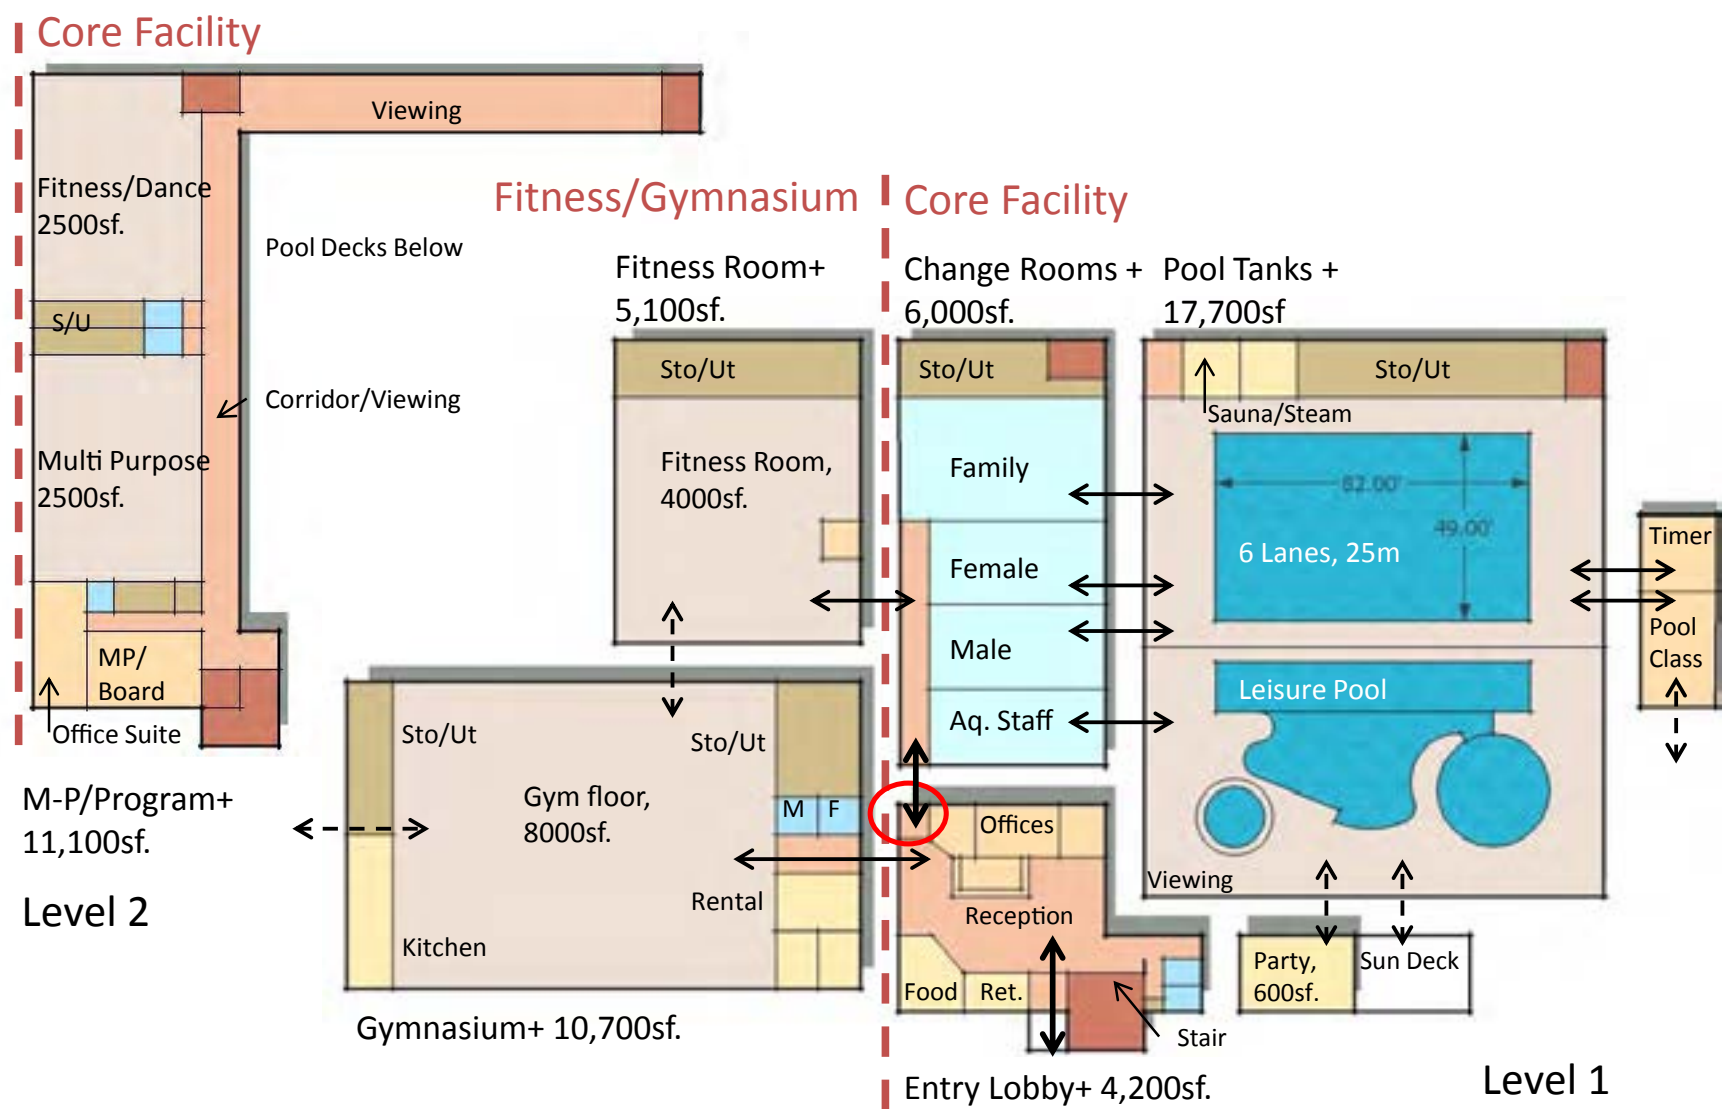 Core Facility
Viewing
Fitness/Dance
2500sf.
Pool Decks Below
S/U
Corridor/Viewing
Multi Purpose
2500sf.
MP/
Board
Office Suite
M-P/Program+
11,100sf.
Level 2
Fitness/Gymnasium
Fitness Room+
5,100sf.
Sto/Ut
Fitness Room,
4000sf.
Sto/Ut
Sto/Ut
Gym floor,
8000sf.
M F
Rental
Kitchen
Gymnasium+ 10,700sf.
Core Facility
Change Rooms +
6,000sf.
Sto/Ut
Family
Female
Male
Aq. Staff
Offices
Reception
Food
Ret.
Stair
Entry Lobby+ 4,200sf.
Pool Tanks +
17,700sf
Sto/Ut
Sauna/Steam
82.00'
49.00'
6 Lanes, 25m
Leisure Pool
Viewing
Timer
Pool
Class
Party,
600sf.
Sun Deck
Level 1